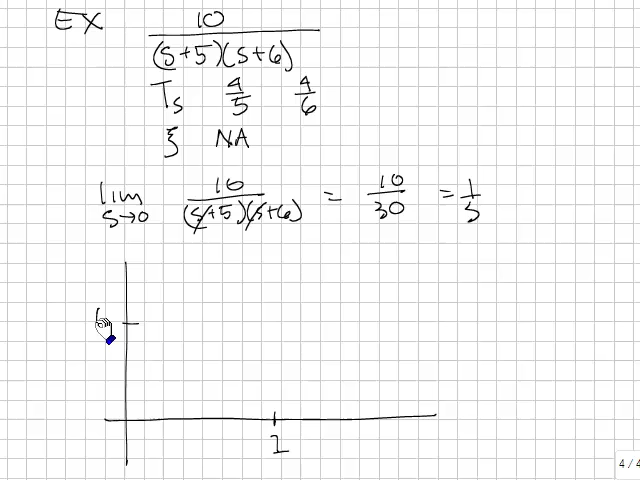 EX 10
(s+5)(s+6)
Ts 4/5 4/6
ξ NA
lim s→0 10/((s+5)(s+6)) = 10/30 = 1/3
1
4 / 4